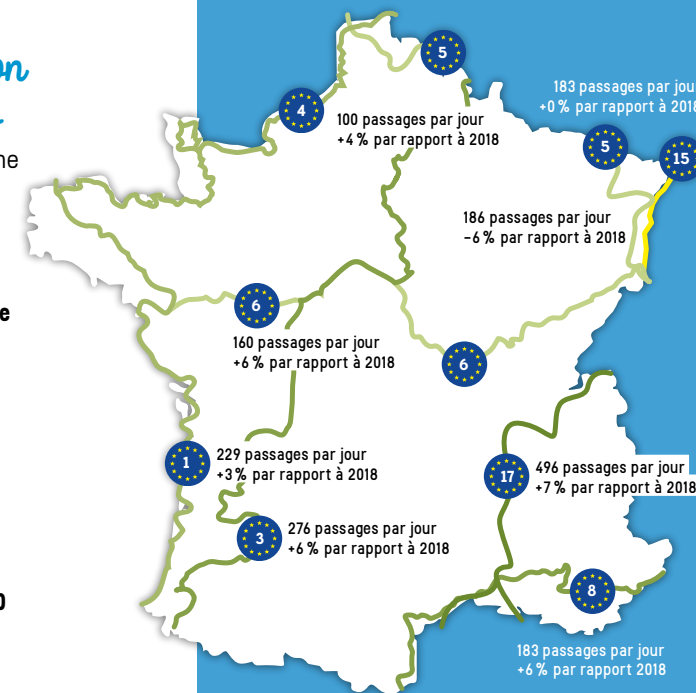 on
ne
e
0
5
4
100 passages par jour
+4 % par rapport à 2018
183 passages par jour
+0 % par rapport à 2018
5
15
186 passages par jour
-6 % par rapport à 2018
6
160 passages par jour
+6 % par rapport à 2018
6
1
229 passages par jour
+3 % par rapport à 2018
17
496 passages par jour
+7 % par rapport à 2018
3
276 passages par jour
+6 % par rapport à 2018
8
183 passages par jour
+6 % par rapport 2018